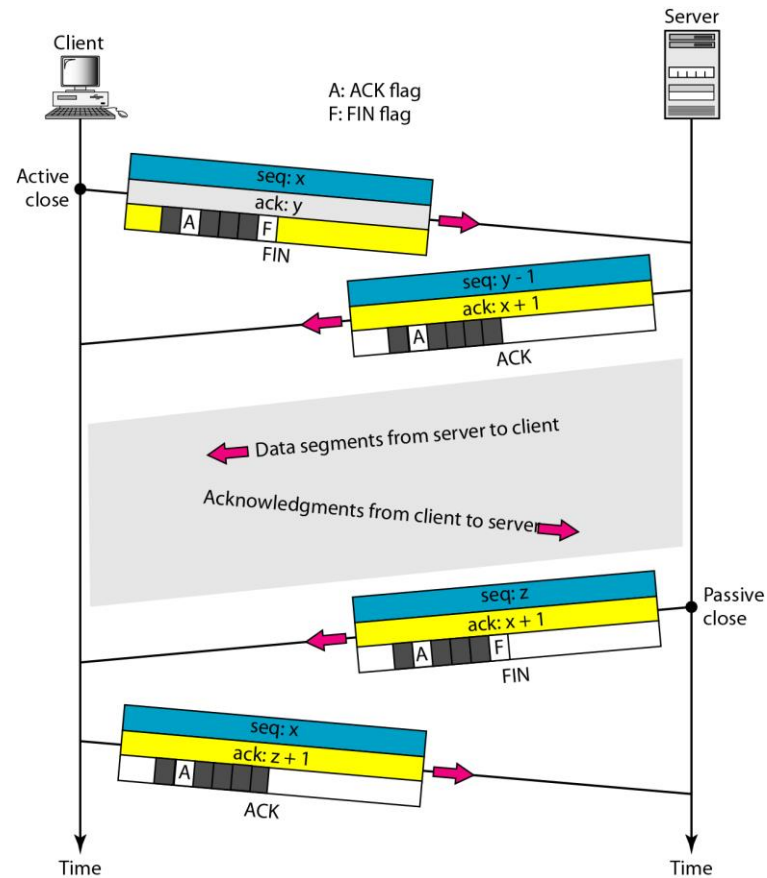 Server
Client
A: ACK flag
F: FIN flag
Active
close
seq: x
ack: y
A
F
FIN
seq: y - 1
ack: x + 1
A
ACK
Data segments from server to client
Acknowledgments from client to server
Passive
close
seq: z
ack: x + 1
A
F
FIN
seq: x
ack: z + 1
A
ACK
Time
Time